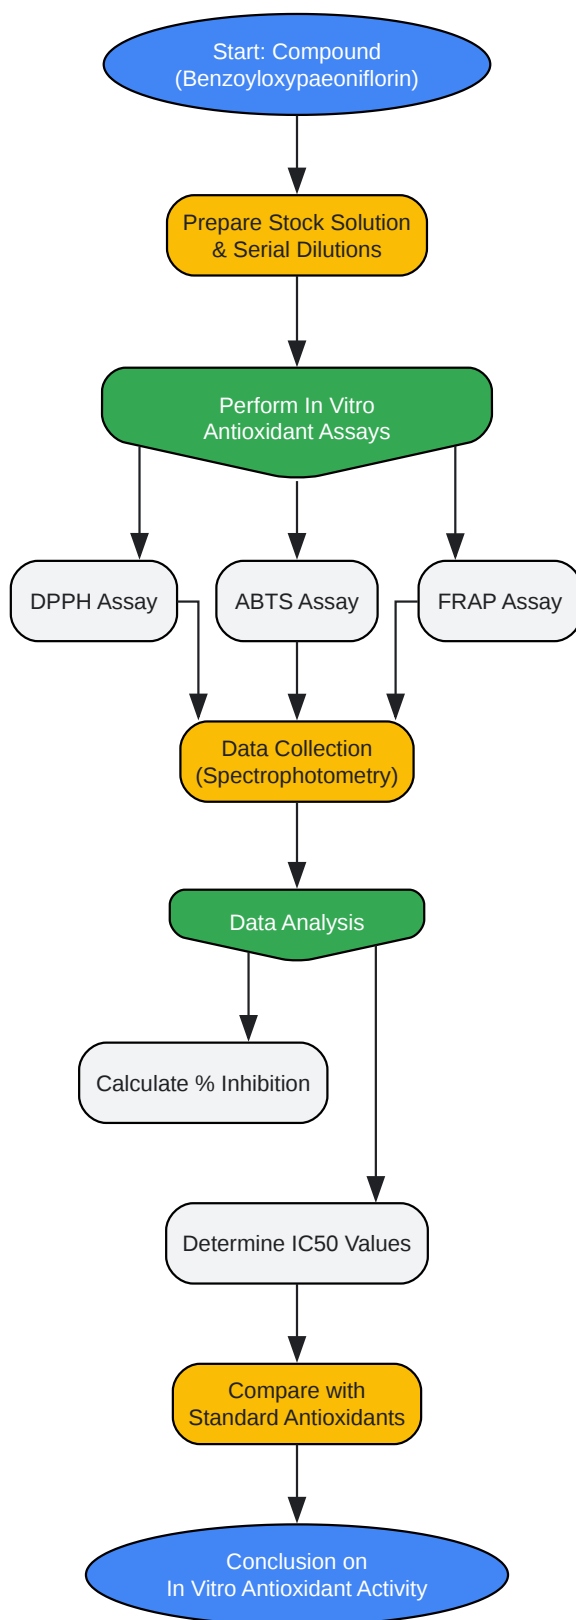 Start: Compound
(Benzoyloxypaeoniflorin)
Prepare Stock Solution
& Serial Dilutions
Perform In Vitro
Antioxidant Assays
DPPH Assay
ABTS Assay
FRAP Assay
Data Collection
(Spectrophotometry)
Data Analysis
Calculate % Inhibition
Determine IC50 Values
Compare with
Standard Antioxidants
Conclusion on
In Vitro Antioxidant Activity